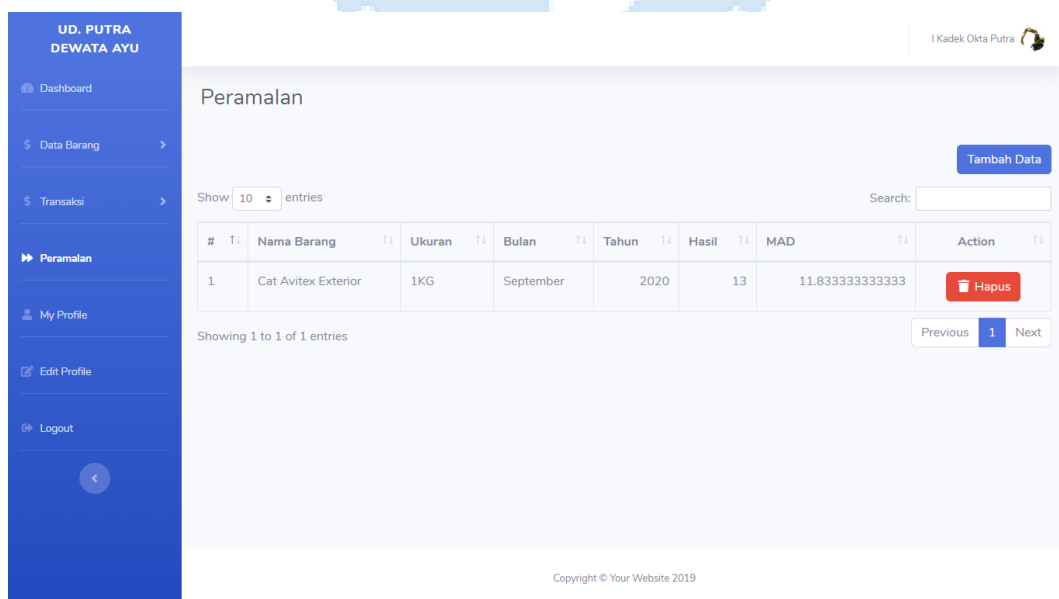 UD. PUTRA
DEWATA AYU
I Kadek Okta Putra
Dashboard
Data Barang
Transaksi
Peramalan
My Profile
Edit Profile
Logout
Peramalan
Tambah Data
Show 10 entries Search:
# Nama Barang Ukuran Bulan Tahun Hasil MAD Action
1 Cat Avitex Exterior 1KG September 2020 13 11.833333333333 Hapus
Showing 1 to 1 of 1 entries Previous 1 Next
Copyright © Your Website 2019